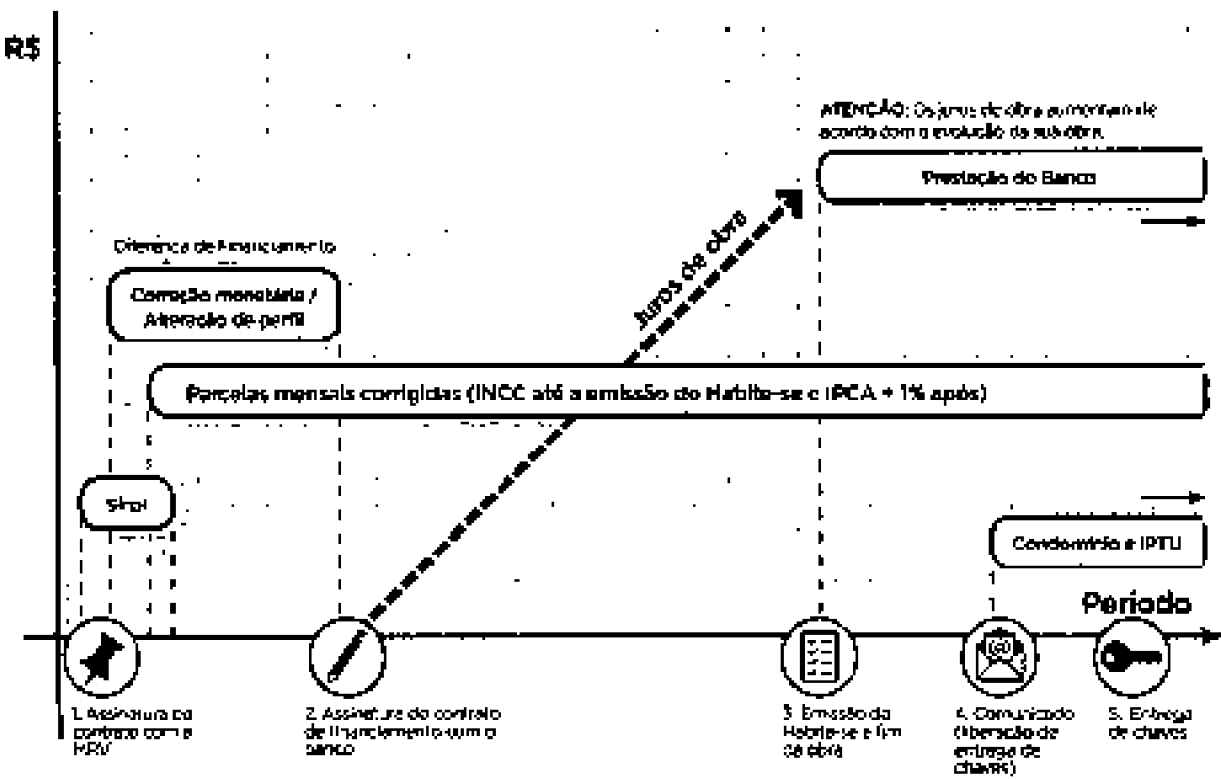 R$
ATENÇÃO: Os juros de obra aumentam de
acordo com a evolução da sua obra.
Prestação do Banco
Juros de obra
Diferença de Financiamento
Correção monetária /
Alteração de perfil
Parcelas mensais corrigidas (INCC até a emissão do Habite-se e IPCA + 1% após)
Sinal
Condomínio e IPTU
Período
1. Assinatura do
contrato com a
MRV
2. Assinatura do contrato
de financiamento com o
banco
3. Emissão do
Habite-se e fim
da obra
4. Comunicado
(liberação da
entrega de
chaves)
5. Entrega
de chaves